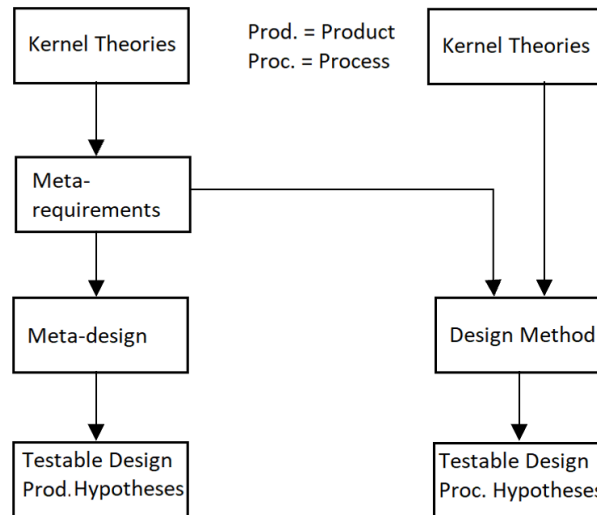 Kernel Theories
Prod. = Product
Proc. = Process
Kernel Theories
Meta-
requirements
Meta-design
Design Method
Testable Design
Prod. Hypotheses
Testable Design
Proc. Hypotheses